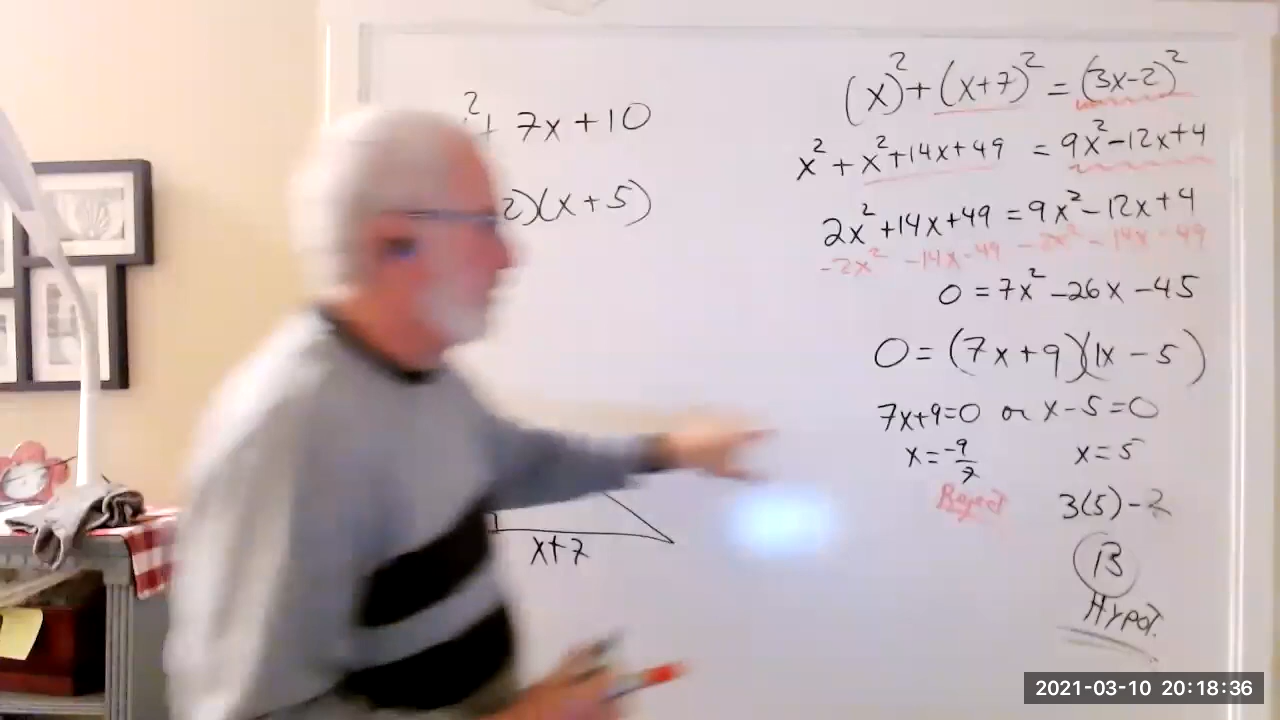 ² + 7x + 10
2)(x + 5)
x+7
(x)² + (x+7)² = (3x-2)²
x² + x² + 14x + 49 = 9x² - 12x + 4
2x² + 14x + 49 = 9x² - 12x + 4
-2x² - 14x - 49 - 2x² - 14x - 49
0 = 7x² - 26x - 45
0 = (7x + 9)(1x - 5)
7x+9=0 or x-5=0
x = -9/7 x = 5
Reject 3(5) - 2
13
Hypot.
2021-03-10 20:18:36